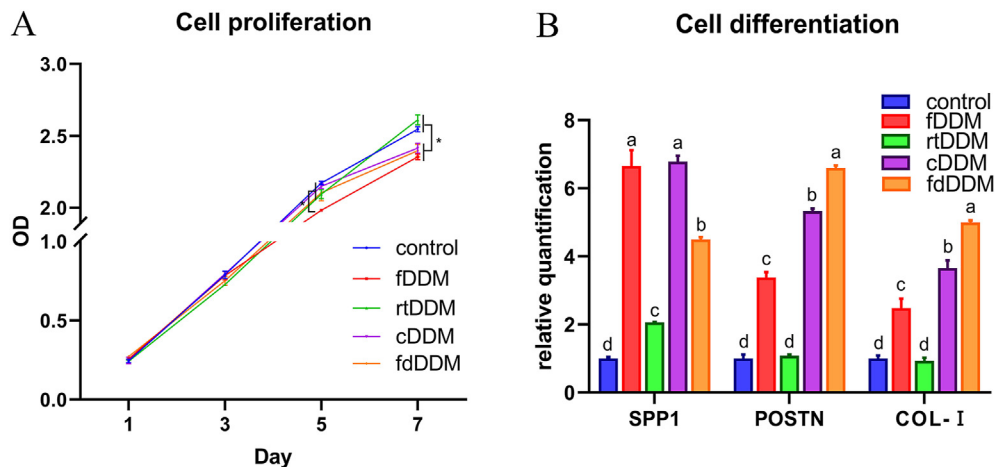 A
Cell proliferation
3.0
2.5
2.0
1.0
0.5
0.0
OD
*
*
control
fDDM
rtDDM
cDDM
fdDDM
1 3 5 7
Day
B
Cell differentiation
control
fDDM
rtDDM
cDDM
fdDDM
8
6
4
2
0
relative quantification
d a c a b
d c d b a
d c d b a
SPP1 POSTN COL-Ⅰ